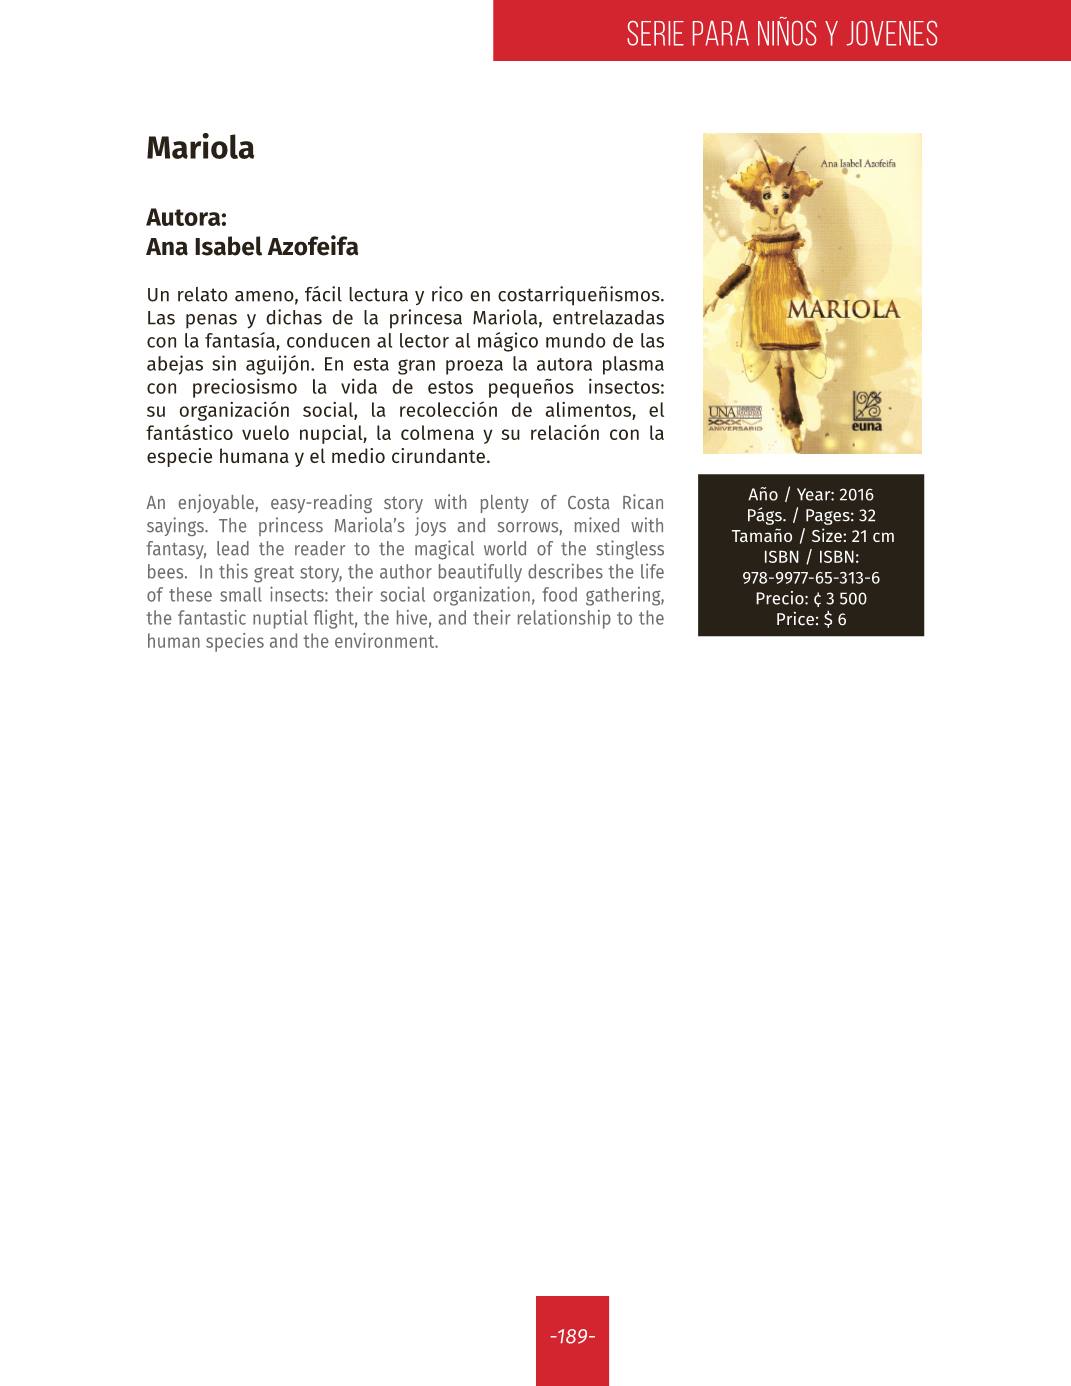 SERIE PARA NIÑOS Y JOVENES
Mariola
Autora:
Ana Isabel Azofeifa
Un relato ameno, fácil lectura y rico en costarriqueñismos.
Las penas y dichas de la princesa Mariola, entrelazadas
con la fantasía, conducen al lector al mágico mundo de las
abejas sin aguijón. En esta gran proeza la autora plasma
con preciosismo la vida de estos pequeños insectos:
su organización social, la recolección de alimentos, el
fantástico vuelo nupcial, la colmena y su relación con la
especie humana y el medio cirundante.
An enjoyable, easy-reading story with plenty of Costa Rican
sayings. The princess Mariola’s joys and sorrows, mixed with
fantasy, lead the reader to the magical world of the stingless
bees.  In this great story, the author beautifully describes the life
of these small insects: their social organization, food gathering,
the fantastic nuptial flight, the hive, and their relationship to the
human species and the environment.
Ana Isabel Azofeifa
MARIOLA
UNA
XXX
ANIVERSARIO
euna
Año / Year: 2016
Págs. / Pages: 32
Tamaño / Size: 21 cm
ISBN / ISBN:
978-9977-65-313-6
Precio: ¢ 3 500
Price: $ 6
-189-